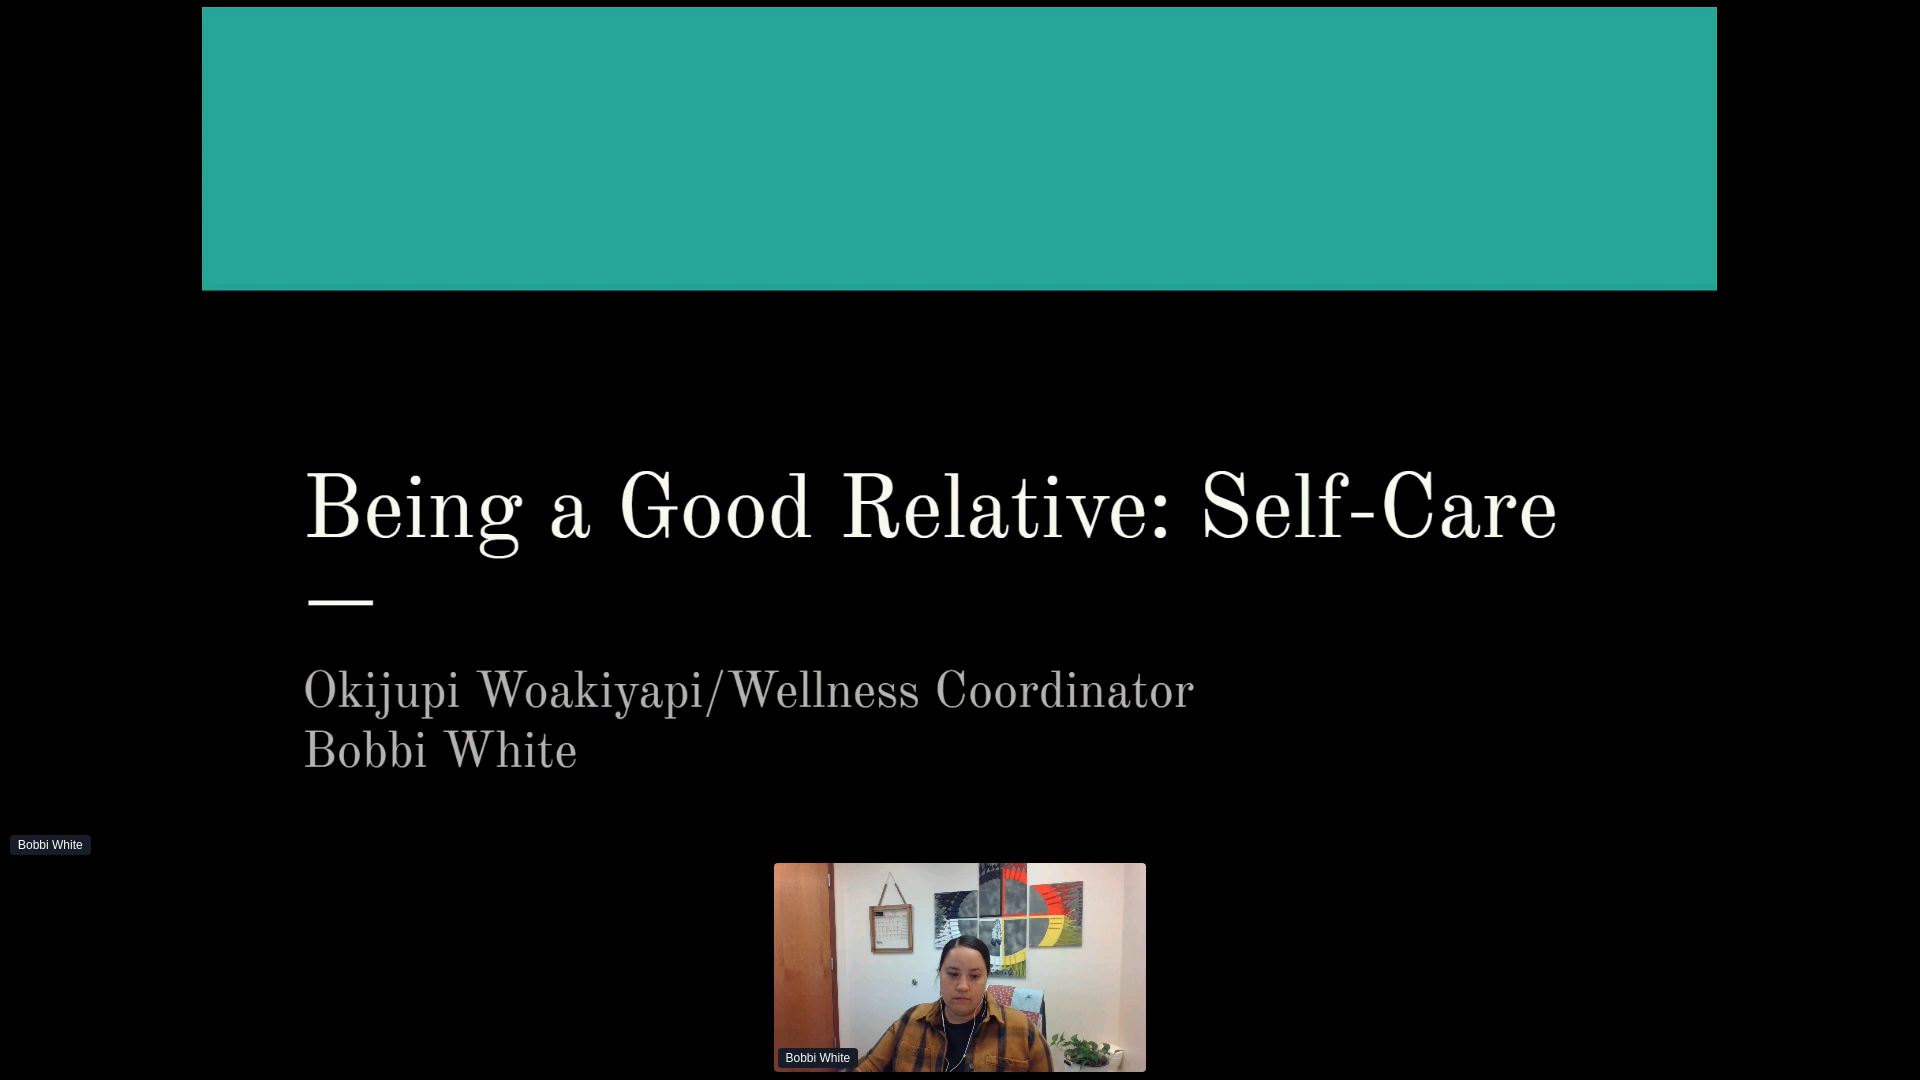 Being a Good Relative: Self-Care
Okijupi Woakiyapi/Wellness Coordinator
Bobbi White
Bobbi White
Bobbi White